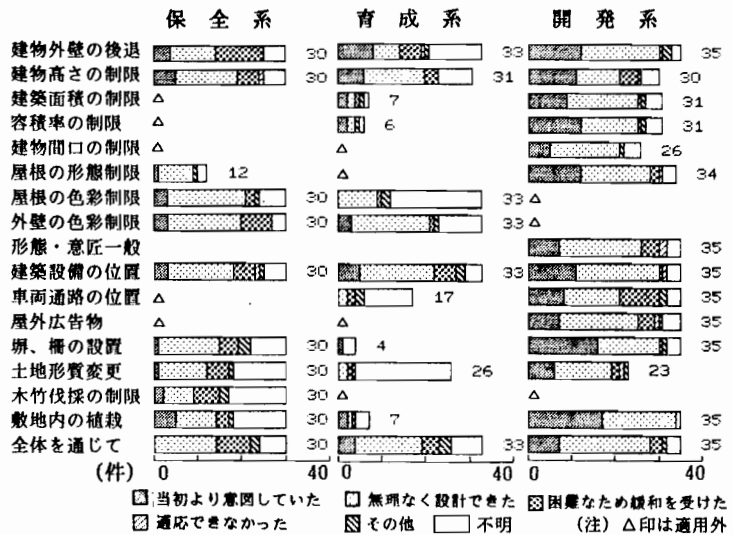 保全系 育成系 開発系
建物外壁の後退 30 33 35
建物高さの制限 30 31 30
建築面積の制限 △ 7 31
容積率の制限 △ 6 31
建物間口の制限 △ △ 26
屋根の形態制限 12 △ 34
屋根の色彩制限 30 33 △
外壁の色彩制限 30 33 △
形態・意匠一般 35
建築設備の位置 30 33 35
車両通路の位置 △ 17 35
屋外広告物 △ △ 35
塀、柵の設置 30 4 35
土地形質変更 30 26 23
木竹伐採の制限 30 △ △
敷地内の植栽 30 7 35
全体を通じて 30 33 35
(件) 0 40 0 40 0 40
当初より意図していた 無理なく設計できた 困難なため緩和を受けた
適応できなかった その他 不明 (注) △印は適用外